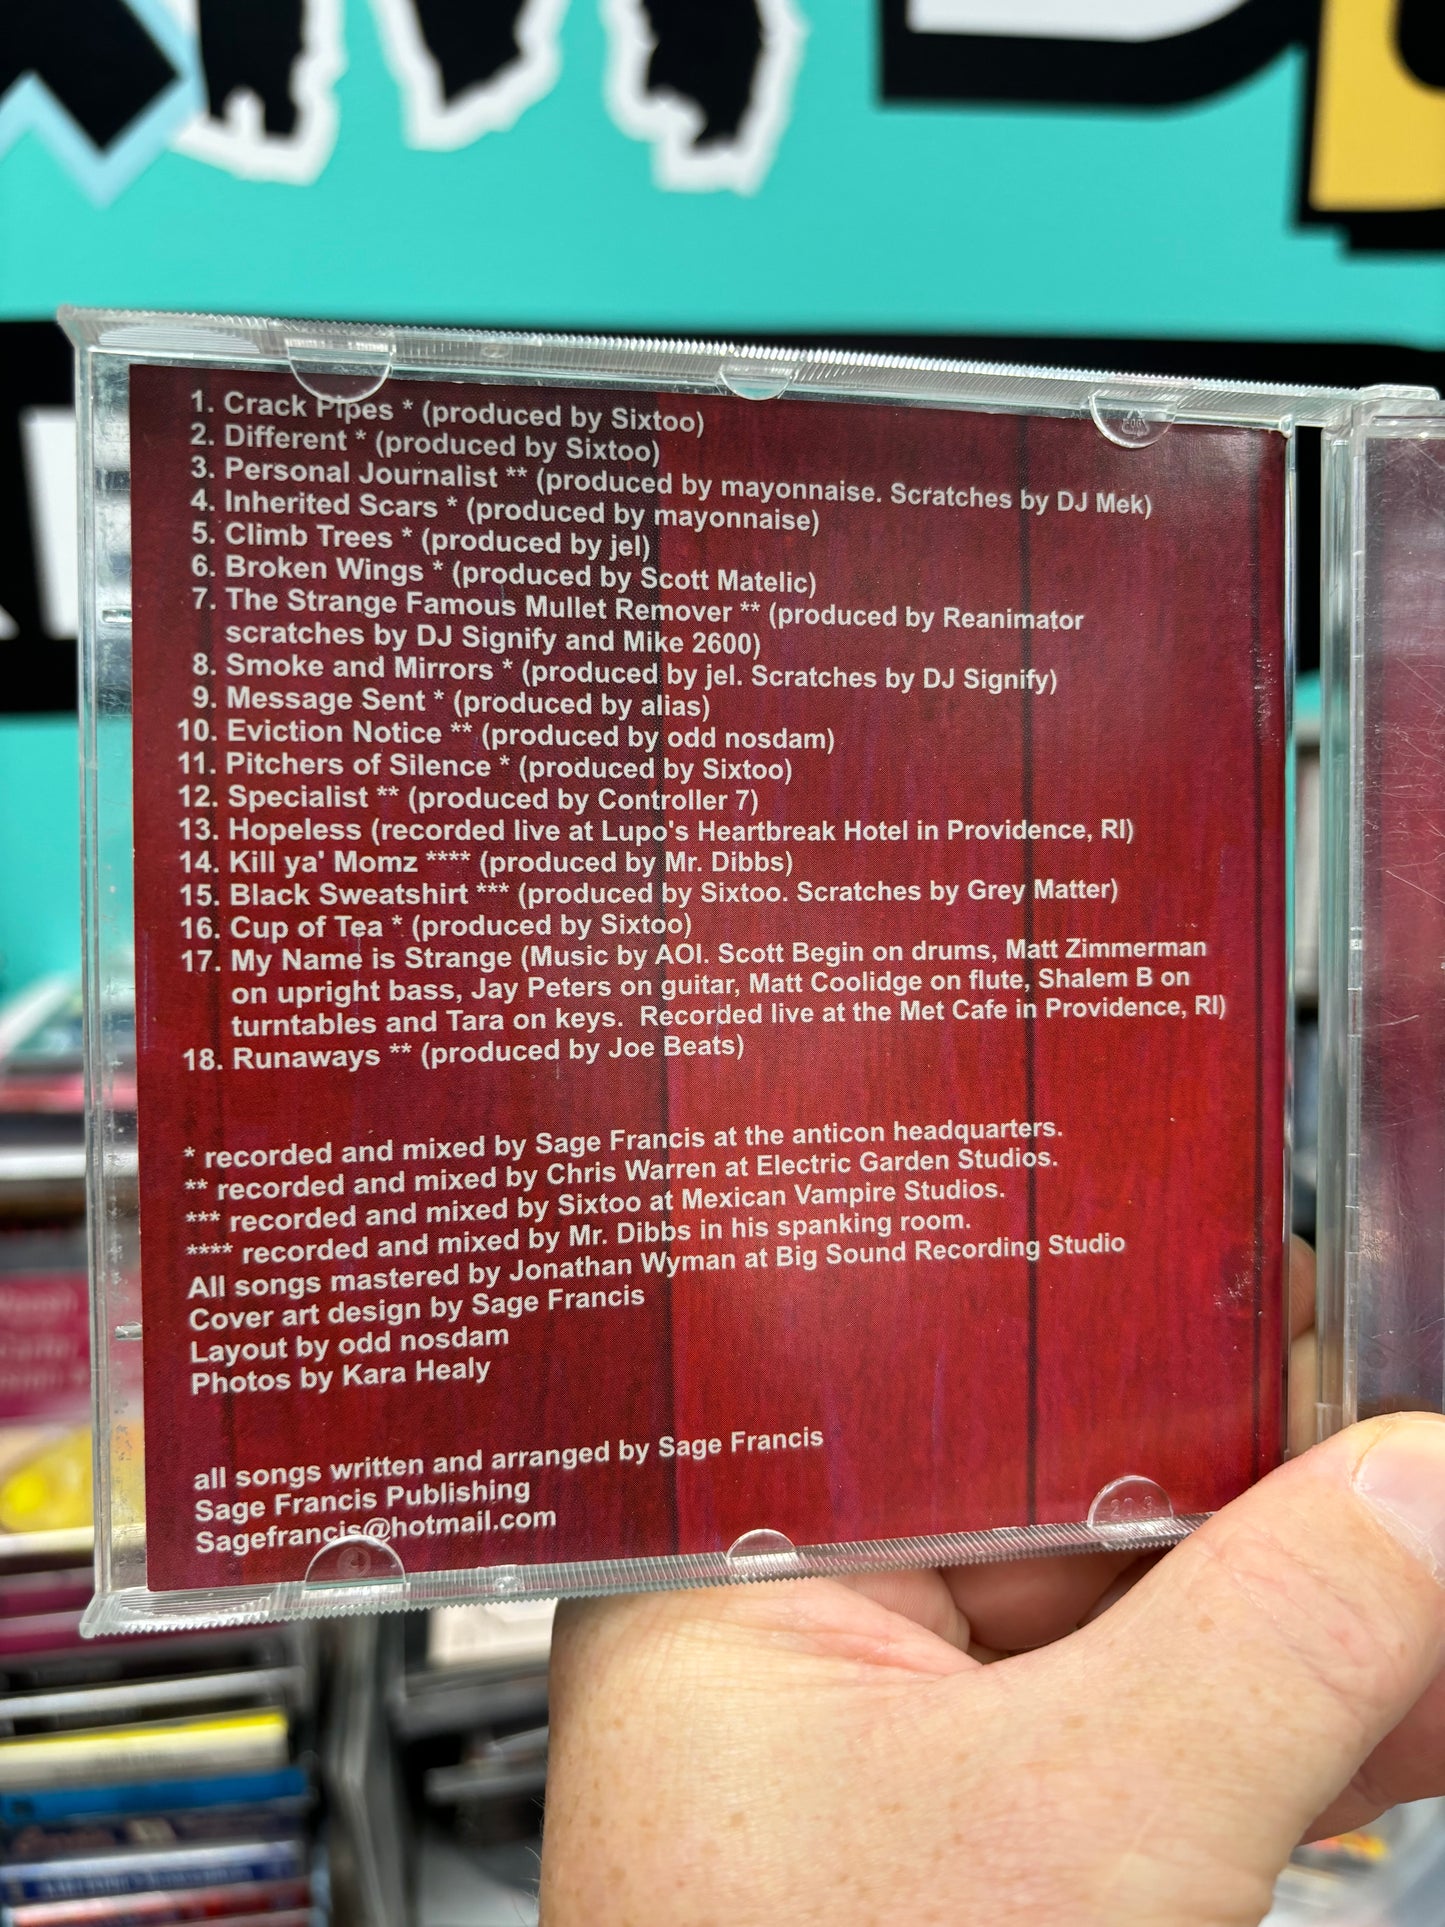 1. Crack Pipes * (produced by Sixtoo)
2. Different * (produced by Sixtoo)
3. Personal Journalist ** (produced by mayonnaise. Scratches by DJ Mek)
4. Inherited Scars * (produced by mayonnaise)
5. Climb Trees * (produced by jel)
6. Broken Wings * (produced by Scott Matelic)
7. The Strange Famous Mullet Remover ** (produced by Reanimator
scratches by DJ Signify and Mike 2600)
8. Smoke and Mirrors * (produced by jel. Scratches by DJ Signify)
9. Message Sent * (produced by alias)
10. Eviction Notice ** (produced by odd nosdam)
11. Pitchers of Silence * (produced by Sixtoo)
12. Specialist ** (produced by Controller 7)
13. Hopeless (recorded live at Lupo's Heartbreak Hotel in Providence, RI)
14. Kill ya' Momz **** (produced by Mr. Dibbs)
15. Black Sweatshirt *** (produced by Sixtoo. Scratches by Grey Matter)
16. Cup of Tea * (produced by Sixtoo)
17. My Name is Strange (Music by AOI. Scott Begin on drums, Matt Zimmerman
on upright bass, Jay Peters on guitar, Matt Coolidge on flute, Shalem B on
turntables and Tara on keys. Recorded live at the Met Cafe in Providence, RI)
18. Runaways ** (produced by Joe Beats)
* recorded and mixed by Sage Francis at the anticon headquarters.
** recorded and mixed by Chris Warren at Electric Garden Studios.
*** recorded and mixed by Sixtoo at Mexican Vampire Studios.
**** recorded and mixed by Mr. Dibbs in his spanking room.
All songs mastered by Jonathan Wyman at Big Sound Recording Studio
Cover art design by Sage Francis
Layout by odd nosdam
Photos by Kara Healy
all songs written and arranged by Sage Francis
Sage Francis Publishing
Sagefrancis@hotmail.com